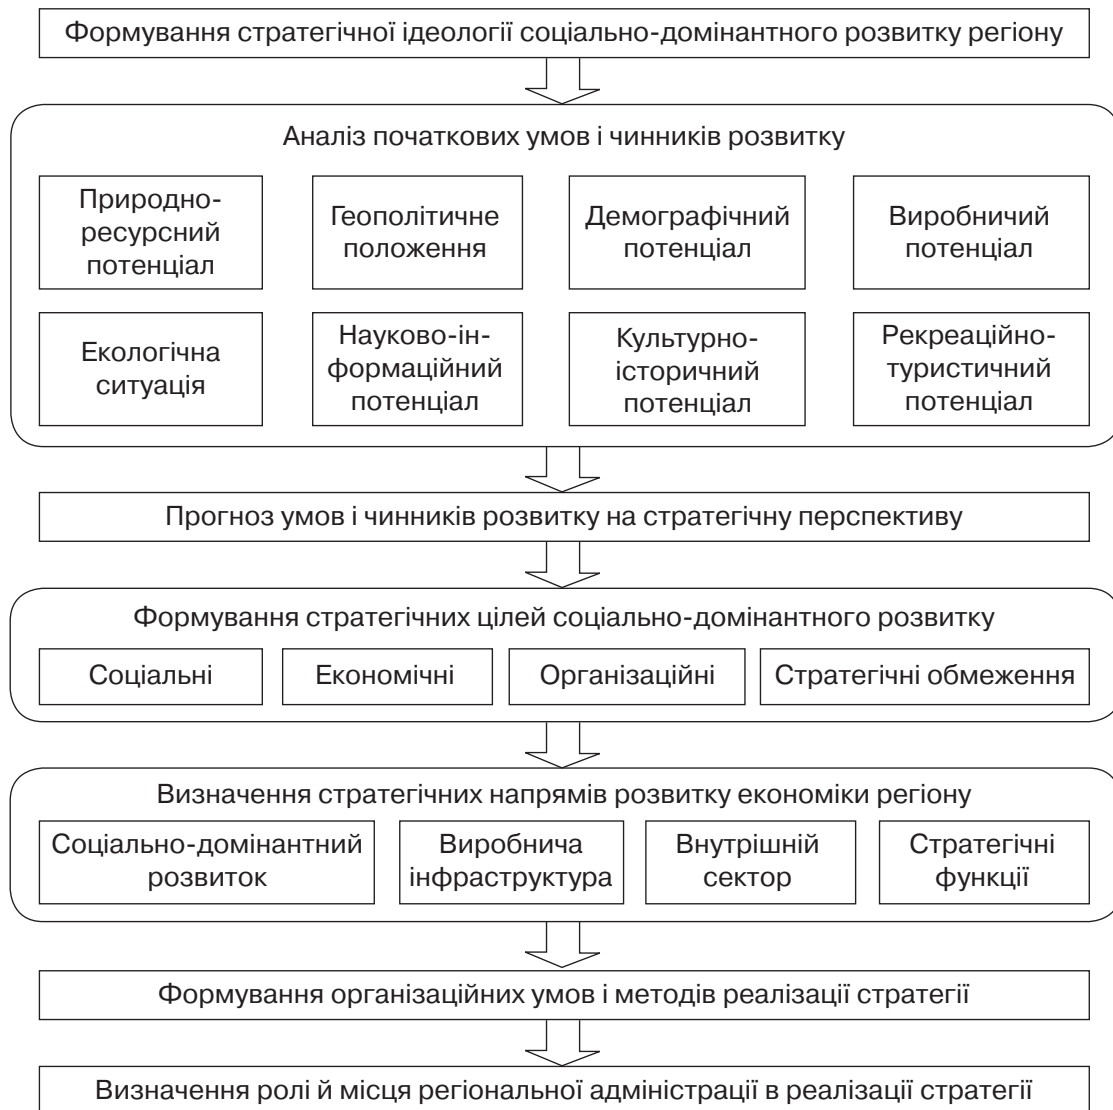 Формування стратегічної ідеології соціально-домінантного розвитку регіону
Аналіз початкових умов і чинників розвитку
Природно-
ресурсний
потенціал
Геополітичне
положення
Демографічний
потенціал
Виробничий
потенціал
Екологічна
ситуація
Науково-ін-
формаційний
потенціал
Культурно-
історичний
потенціал
Рекреаційно-
туристичний
потенціал
Прогноз умов і чинників розвитку на стратегічну перспективу
Формування стратегічних цілей соціально-домінантного розвитку
Соціальні
Економічні
Організаційні
Стратегічні обмеження
Визначення стратегічних напрямів розвитку економіки регіону
Соціально-домінантний
розвиток
Виробнича
інфраструктура
Внутрішній
сектор
Стратегічні
функції
Формування організаційних умов і методів реалізації стратегії
Визначення ролі й місця регіональної адміністрації в реалізації стратегії